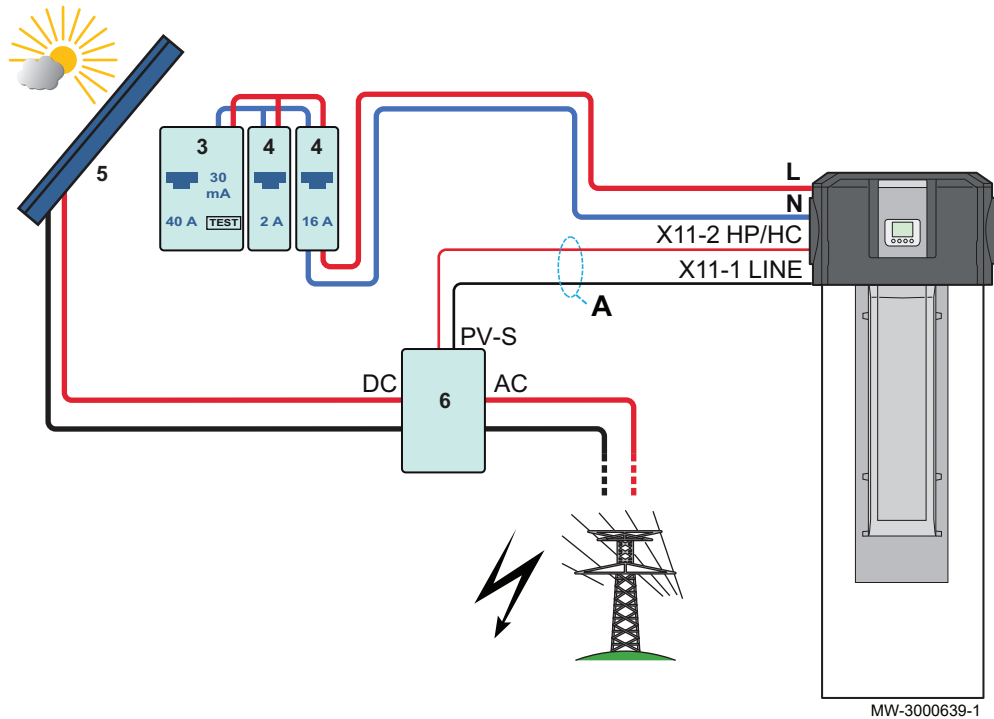 5
3
30
mA
40 A
TEST
4
2 A
4
16 A
L
N
X11-2 HP/HC
X11-1 LINE
A
PV-S
DC
AC
6
MW-3000639-1